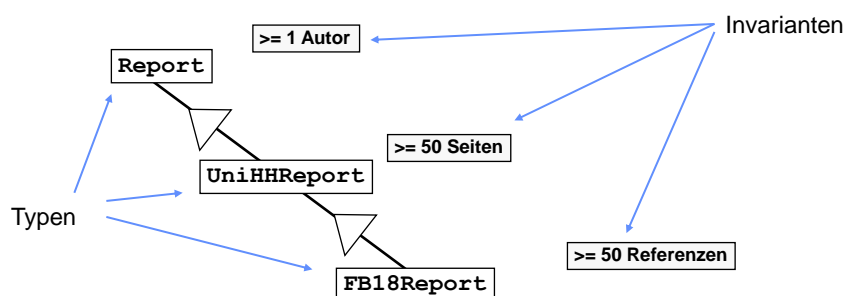 Invarianten
>= 1 Autor
Report
>= 50 Seiten
UniHHReport
Typen
>= 50 Referenzen
FB18Report